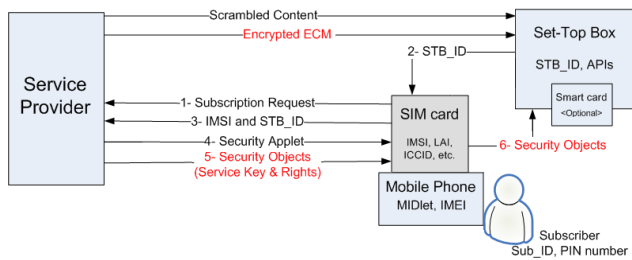 Scrambled Content
Encrypted ECM
Set-Top Box
STB_ID, APIs
Smart card
<Optional>
2- STB_ID
Service
Provider
1- Subscription Request
3- IMSI and STB_ID
4- Security Applet
5- Security Objects
(Service Key & Rights)
SIM card
IMSI, LAI,
ICCID, etc.
6- Security Objects
Mobile Phone
MIDlet, IMEI
Subscriber
Sub_ID, PIN number